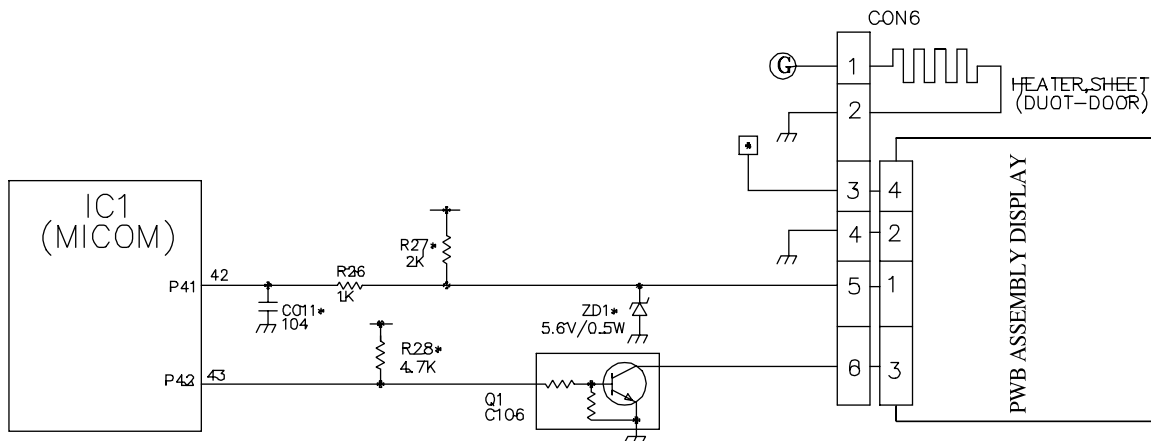 CON6
G
1
HEATER,SHEET
(DUOT-DOOR)
2
*
3
4
IC1
(MICOM)
R27*
2K
4
2
P41
42
R26
1K
5
1
C011*
104
ZD1*
5.6V/0.5W
R28*
4.7K
P42
43
6
3
Q1
C106
PWB ASSEMBLY DISPLAY